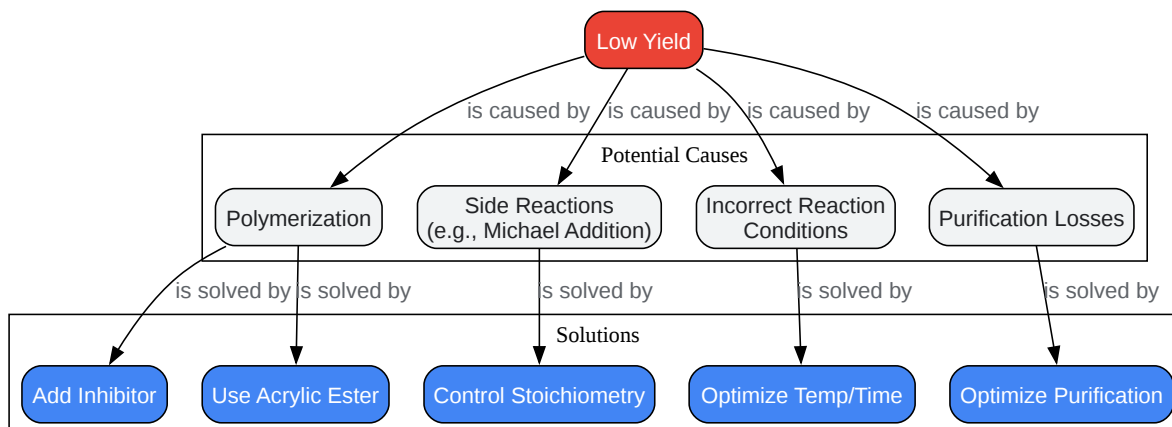 Low Yield
is caused by
is caused by
is caused by
is caused by
Potential Causes
Polymerization
Side Reactions
(e.g., Michael Addition)
Incorrect Reaction
Conditions
Purification Losses
is solved by
is solved by
is solved by
is solved by
is solved by
Solutions
Add Inhibitor
Use Acrylic Ester
Control Stoichiometry
Optimize Temp/Time
Optimize Purification